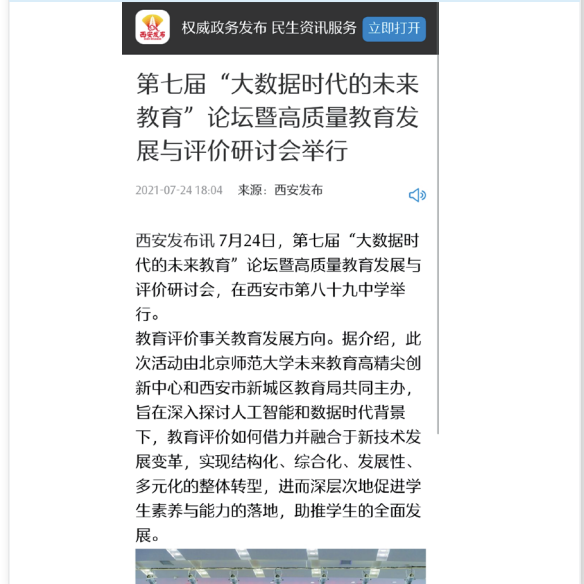 西安发布
权威政务发布 民生资讯服务
立即打开
第七届“大数据时代的未来
教育”论坛暨高质量教育发
展与评价研讨会举行
2021-07-24 18:04 来源：西安发布
西安发布讯 7月24日，第七届“大数据时
代的未来教育”论坛暨高质量教育发展与
评价研讨会，在西安市第八十九中学举
行。
教育评价事关教育发展方向。据介绍，此
次活动由北京师范大学未来教育高精尖创
新中心和西安市新城区教育局共同主办，
旨在深入探讨人工智能和数据时代背景
下，教育评价如何借力并融合于新技术发
展变革，实现结构化、综合化、发展性、
多元化的整体转型，进而深层次地促进学
生素养与能力的落地，助推学生的全面发
展。